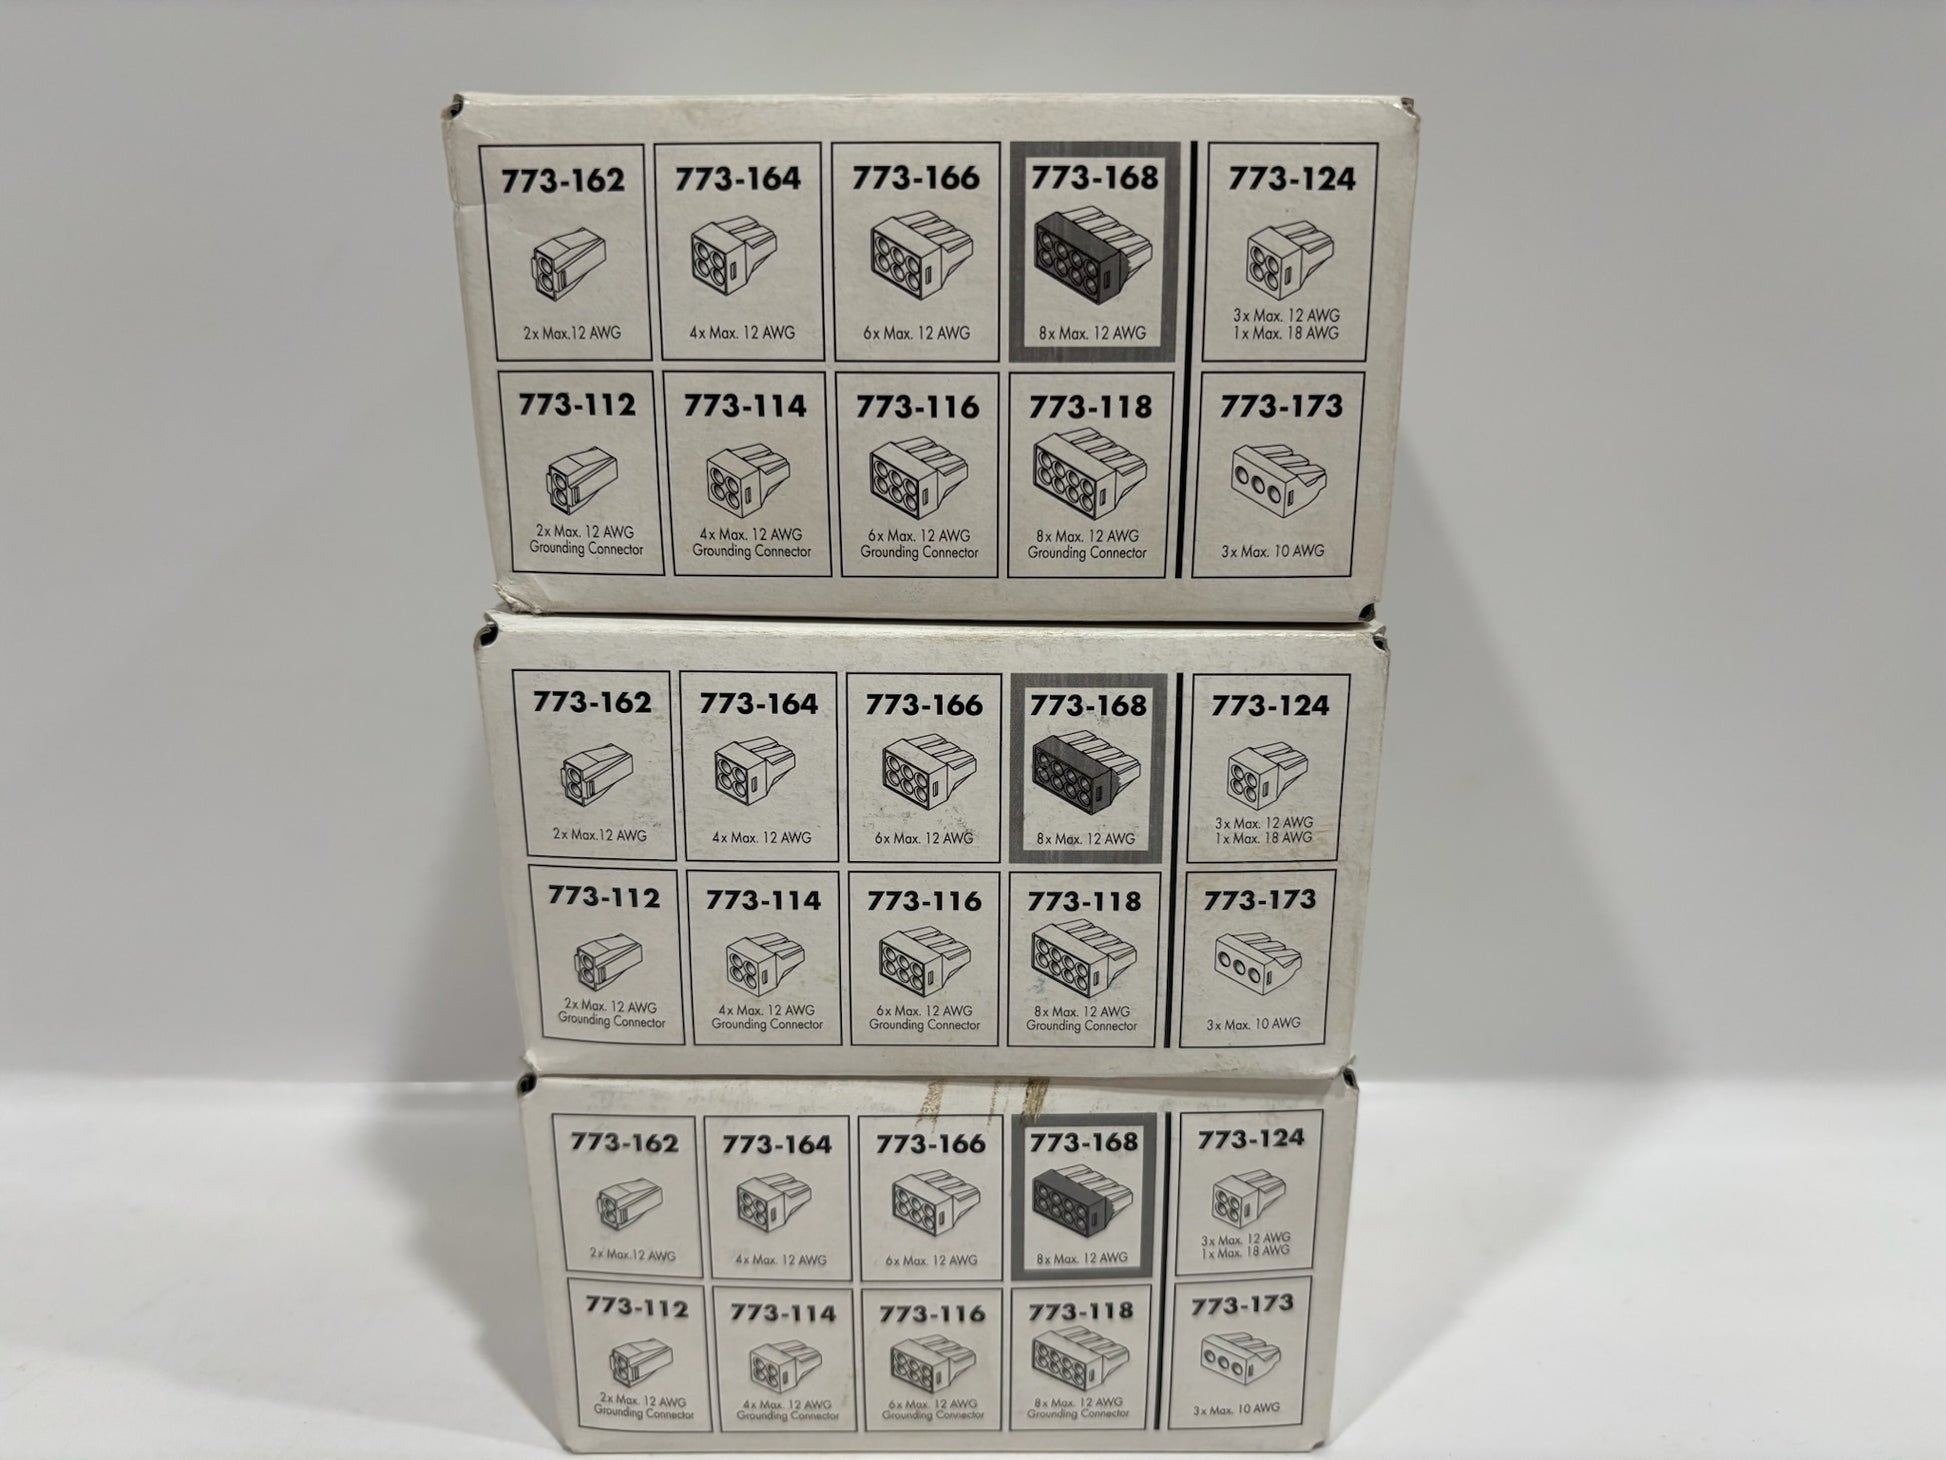 773-162 773-164 773-166 773-168 773-124
2x Max.12 AWG 4x Max. 12 AWG 6x Max. 12 AWG 8x Max. 12 AWG 3x Max. 12 AWG
1x Max. 18 AWG
773-112 773-114 773-116 773-118 773-173
2x Max. 12 AWG 4x Max. 12 AWG 6x Max. 12 AWG 8x Max. 12 AWG 3x Max. 10 AWG
Grounding Connector Grounding Connector Grounding Connector Grounding Connector
773-162 773-164 773-166 773-168 773-124
2x Max.12 AWG 4x Max. 12 AWG 6x Max. 12 AWG 8x Max. 12 AWG 3x Max. 12 AWG
1x Max. 18 AWG
773-112 773-114 773-116 773-118 773-173
2x Max. 12 AWG 4x Max. 12 AWG 6x Max. 12 AWG 8x Max. 12 AWG 3x Max. 10 AWG
Grounding Connector Grounding Connector Grounding Connector Grounding Connector
773-162 773-164 773-166 773-168 773-124
2x Max.12 AWG 4x Max. 12 AWG 6x Max. 12 AWG 8x Max. 12 AWG 3x Max. 12 AWG
1x Max. 18 AWG
773-112 773-114 773-116 773-118 773-173
2x Max. 12 AWG 4x Max. 12 AWG 6x Max. 12 AWG 8x Max. 12 AWG 3x Max. 10 AWG
Grounding Connector Grounding Connector Grounding Connector Grounding Connector